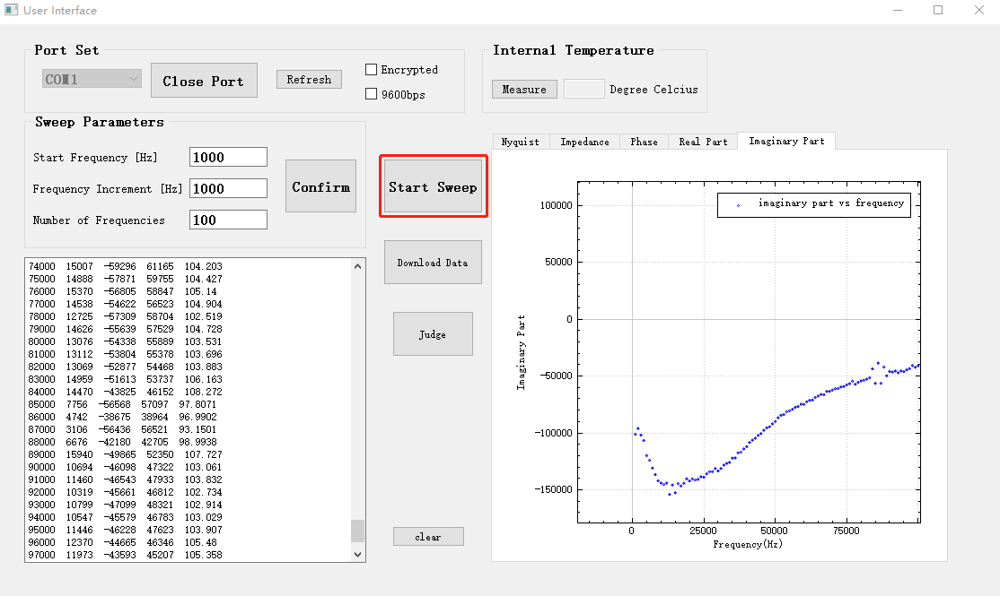 User Interface
Port Set
COM1
Close Port
Refresh
Encrypted
9600bps
Internal Temperature
Measure
Degree Celcius
Sweep Parameters
Start Frequency [Hz] 1000
Frequency Increment [Hz] 1000
Number of Frequencies 100
Confirm
Start Sweep
Download Data
Judge
clear
74000 15007 -59296 61165 104.203
75000 14888 -57871 59755 104.427
76000 15370 -56805 58847 105.14
77000 14538 -54622 56523 104.904
78000 12725 -57309 58704 102.519
79000 14626 -55639 57529 104.728
80000 13076 -54338 55889 103.531
81000 13112 -53804 55378 103.696
82000 13069 -52877 54468 103.883
83000 14959 -51613 53737 106.163
84000 14470 -43825 46152 108.272
85000 7756 -56568 57097 97.8071
86000 4742 -38675 38964 96.9902
87000 3106 -56436 56521 93.1501
88000 6676 -42180 42705 98.9938
89000 15940 -49865 52350 107.727
90000 10694 -46098 47322 103.061
91000 11460 -46543 47933 103.832
92000 10319 -45661 46812 102.734
93000 10799 -47099 48321 102.914
94000 10547 -45579 46783 103.029
95000 11446 -46228 47623 103.907
96000 12370 -44665 46346 105.48
97000 11973 -43593 45207 105.358
Nyquist Impedance Phase Real Part Imaginary Part
imaginary part vs frequency
100000
50000
0
-50000
-100000
-150000
Imaginary Part
0 25000 50000 75000
Frequency(Hz)